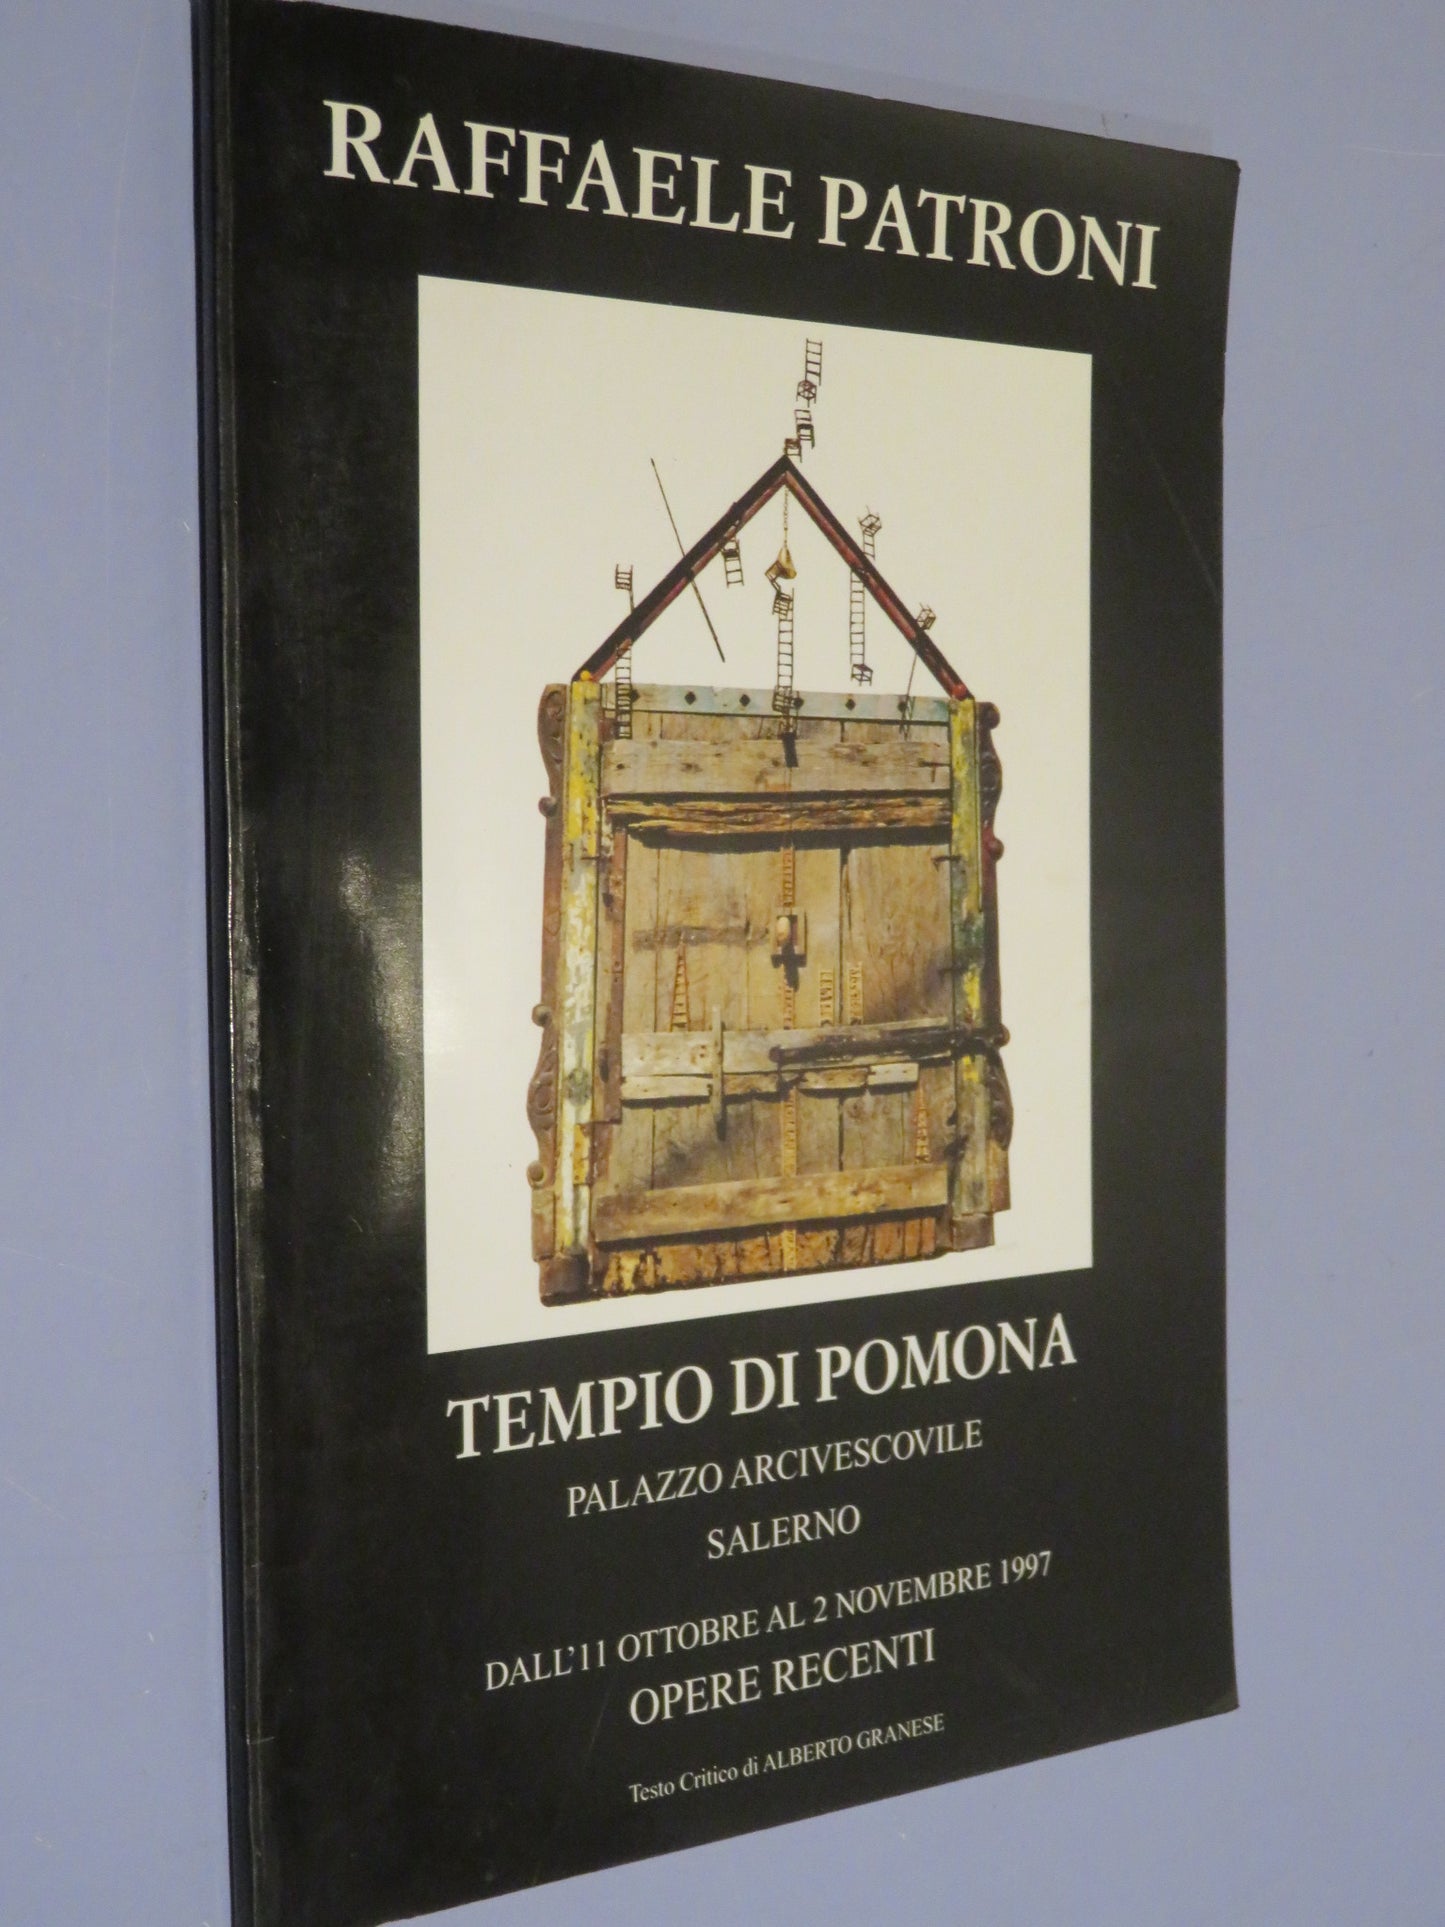 RAFFAELE PATRONI
TEMPIO DI POMONA
PALAZZO ARCIVESCOVILE
SALERNO
DALL'11 OTTOBRE AL 2 NOVEMBRE 1997
OPERE RECENTI
Testo Critico di ALBERTO GRANESE